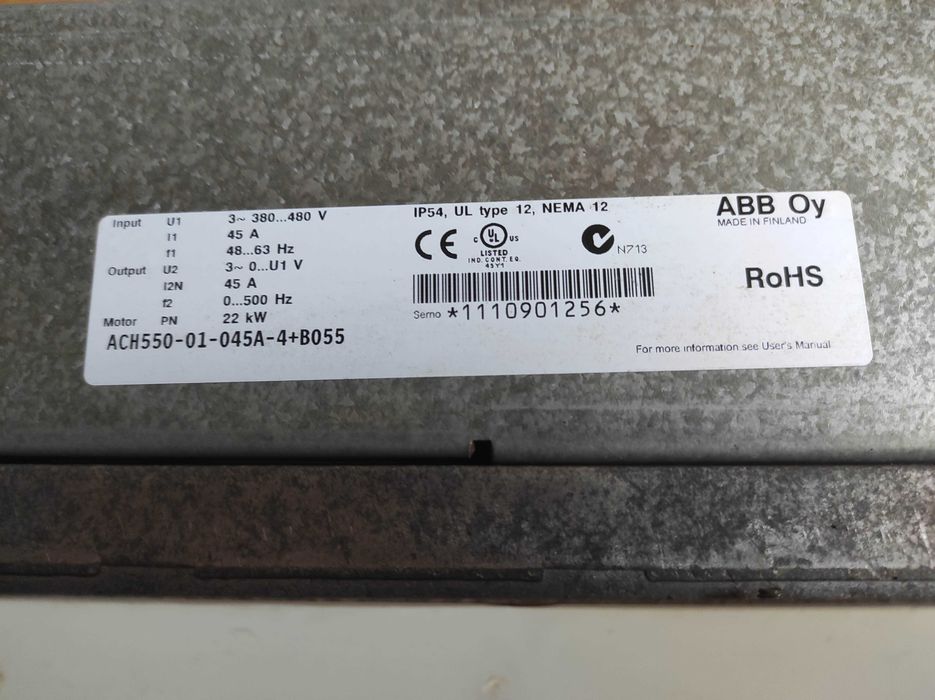 Input U1 3~ 380...480 V
I1 45 A
f1 48...63 Hz
Output U2 3~ 0...U1 V
I2N 45 A
f2 0...500 Hz
Motor PN 22 kW
ACH550-01-045A-4+B055
IP54, UL type 12, NEMA 12
CE
C UL US
LISTED
IND. CONT. EQ.
45Y1
N713
Serno *1110901256*
ABB Oy
MADE IN FINLAND
RoHS
For more information see User's Manual